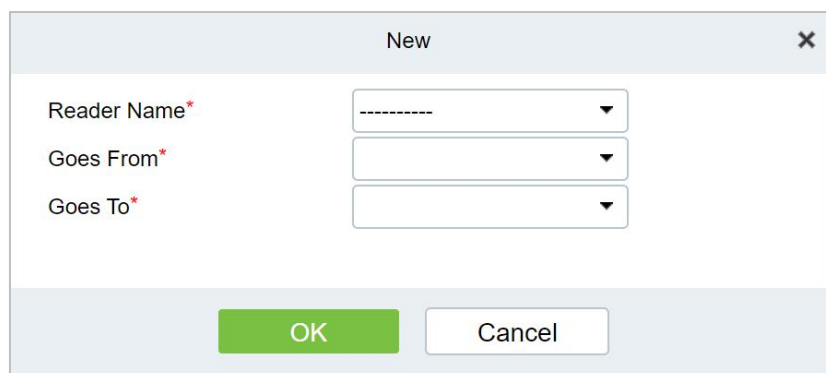 New
Reader Name* ----------
Goes From*
Goes To*
OK Cancel